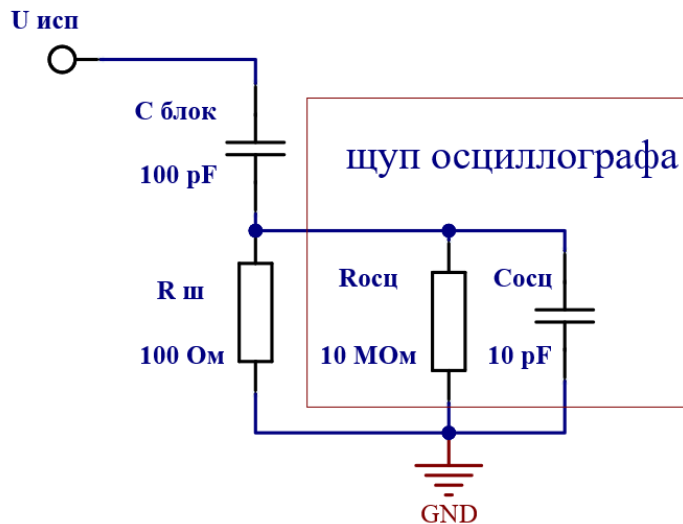 U исп
С блок
100 pF
щуп осциллографа
R ш
100 Ом
Rосц
10 МОм
Cосц
10 pF
GND